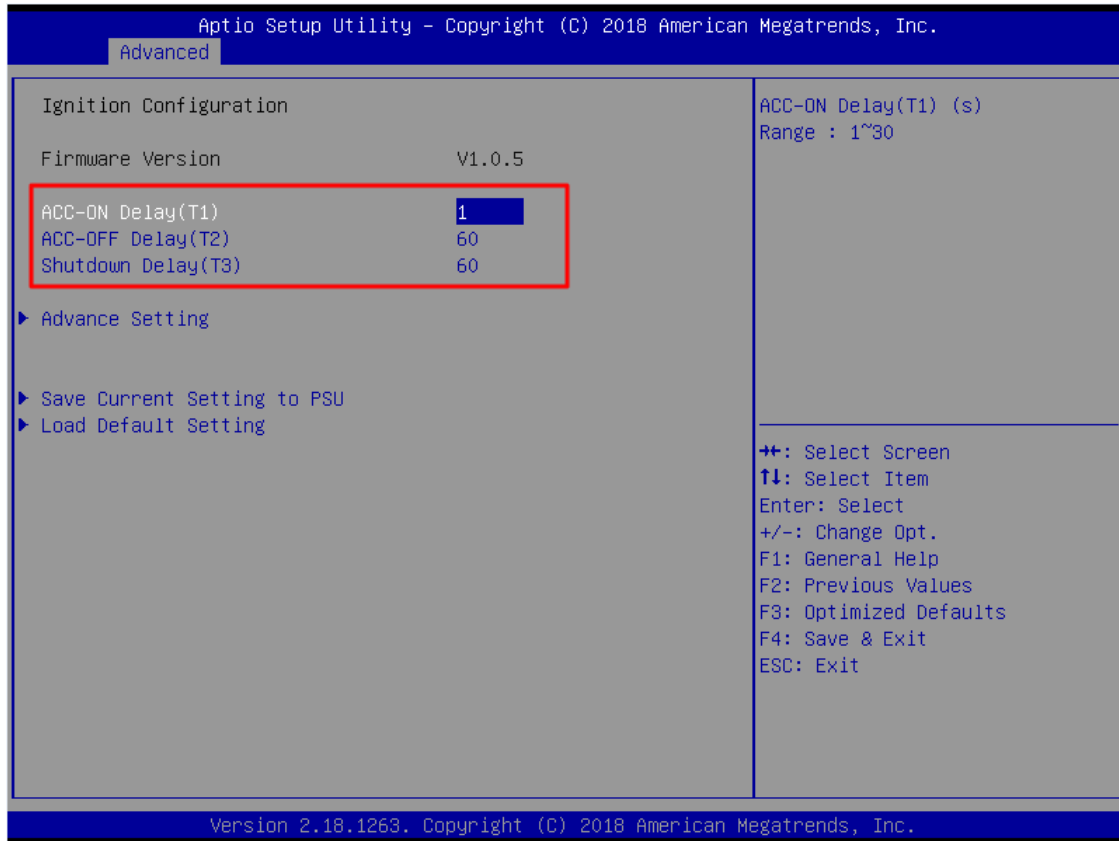 Aptio Setup Utility – Copyright (C) 2018 American Megatrends, Inc.
Advanced
Ignition Configuration
Firmware Version V1.0.5
ACC-ON Delay(T1) 1
ACC-OFF Delay(T2) 60
Shutdown Delay(T3) 60
▶ Advance Setting
▶ Save Current Setting to PSU
▶ Load Default Setting
ACC-ON Delay(T1) (s)
Range : 1~30
→←: Select Screen
↑↓: Select Item
Enter: Select
+/-: Change Opt.
F1: General Help
F2: Previous Values
F3: Optimized Defaults
F4: Save & Exit
ESC: Exit
Version 2.18.1263. Copyright (C) 2018 American Megatrends, Inc.